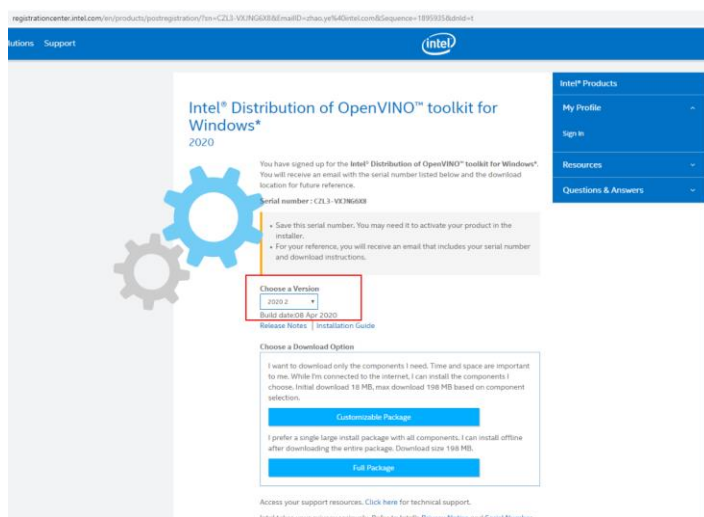 registrationcenter.intel.com/en/products/postregistration/?sn=CZL3-VXJNG6X8&EmailID=zhao.ye%40intel.com&Sequence=1895935&dnld=t
lutions Support
intel
Intel® Products
My Profile
Sign In
Resources
Questions & Answers
Intel® Distribution of OpenVINO™ toolkit for
Windows*
2020
You have signed up for the Intel® Distribution of OpenVINO™ toolkit for Windows*.
You will receive an email with the serial number listed below and the download
location for future reference.
Serial number : CZL3-VXJNG6X8
• Save this serial number. You may need it to activate your product in the
installer.
• For your reference, you will receive an email that includes your serial number
and download instructions.
Choose a Version
2020 2
Build date:08 Apr 2020
Release Notes | Installation Guide
Choose a Download Option
I want to download only the components I need. Time and space are important
to me. While I'm connected to the internet, I can install the components I
choose. Initial download 18 MB, max download 198 MB based on component
selection.
Customizable Package
I prefer a single large install package with all components. I can install offline
after downloading the entire package. Download size 198 MB.
Full Package
Access your support resources. Click here for technical support.